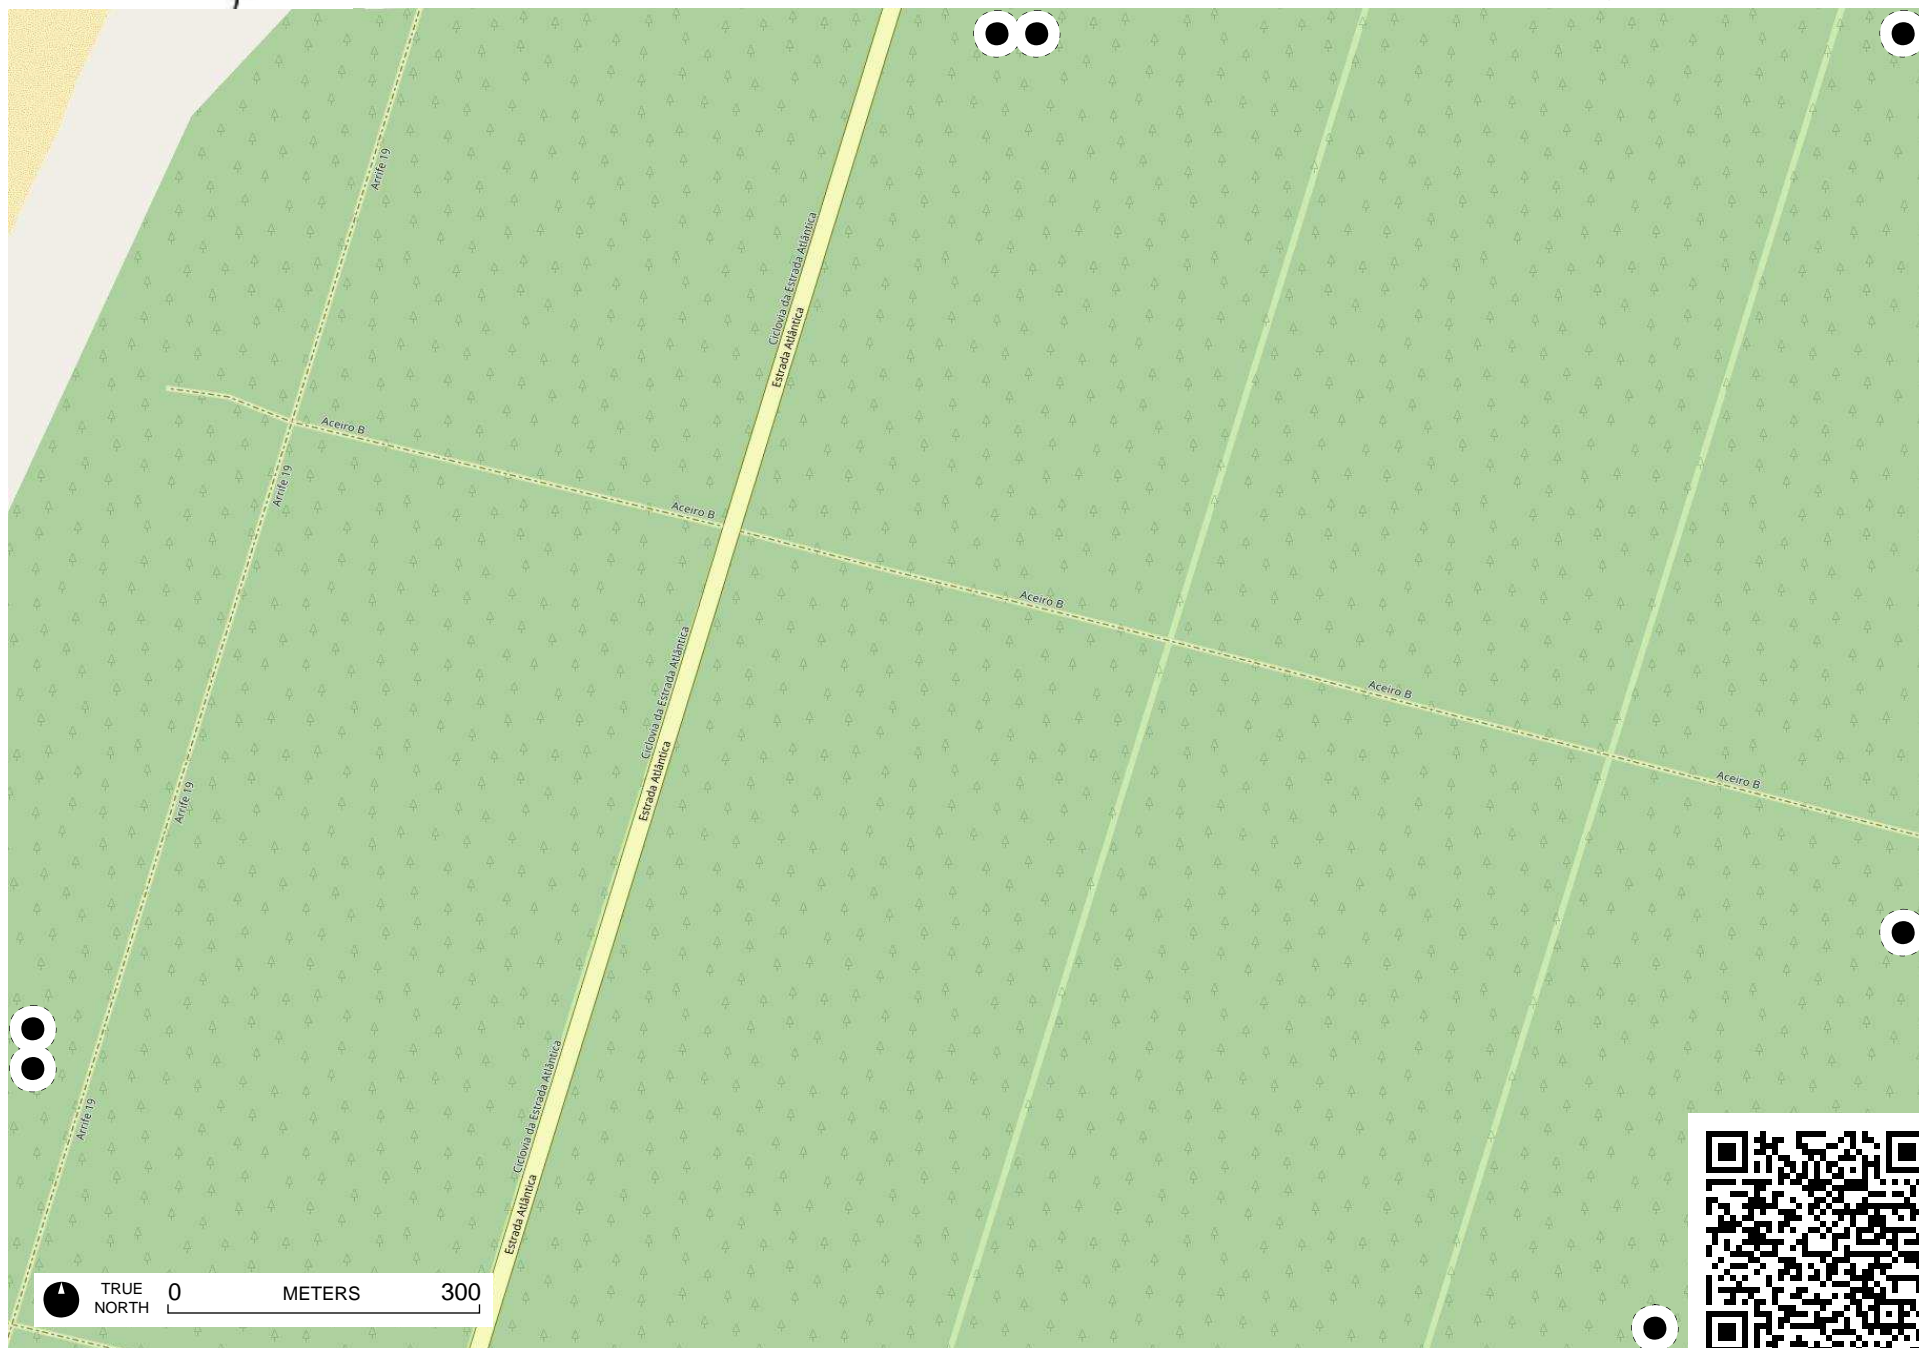 Arrife 19
Ciclovia da Estrada Atlântica
Estrada Atlântica
Aceiro B
Arrife 19
Aceiro B
Aceiro B
Ciclovia da Estrada Atlântica
Estrada Atlântica
Aceiro B
Aceiro B
Arrife 19
Ciclovia da Estrada Atlântica
Arrife 19
Estrada Atlântica
TRUE
NORTH
0 METERS 300